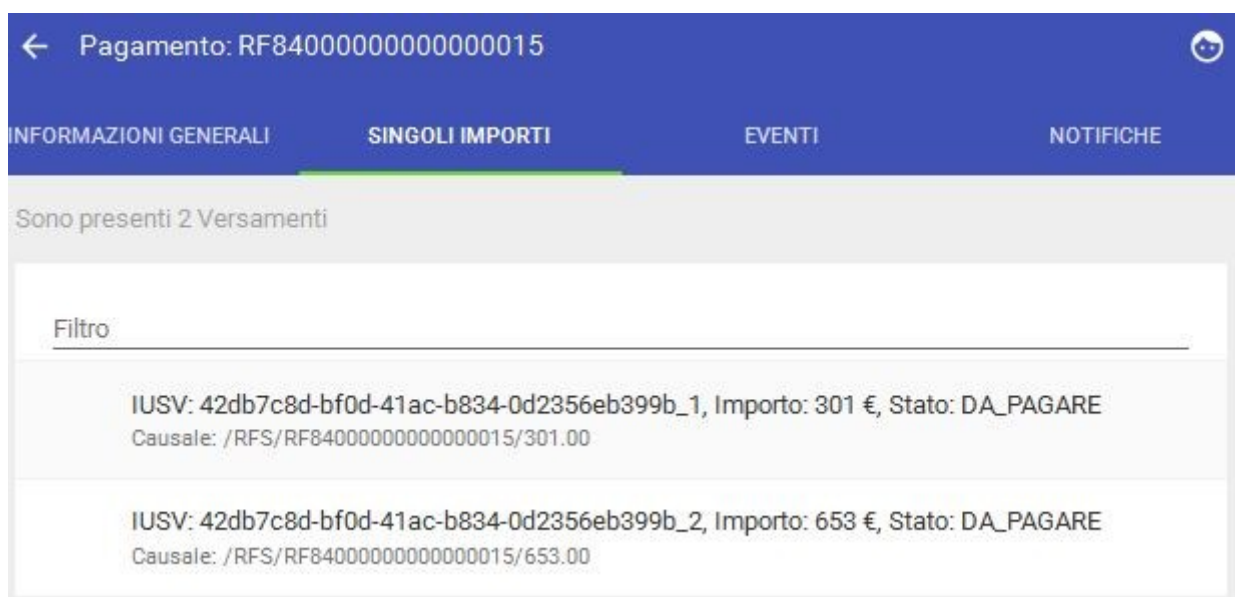 Pagamento: RF84000000000000015
INFORMAZIONI GENERALI SINGOLI IMPORTI EVENTI NOTIFICHE
Sono presenti 2 Versamenti
Filtro
IUSV: 42db7c8d-bf0d-41ac-b834-0d2356eb399b_1, Importo: 301 €, Stato: DA_PAGARE
Causale: /RFS/RF84000000000000015/301.00
IUSV: 42db7c8d-bf0d-41ac-b834-0d2356eb399b_2, Importo: 653 €, Stato: DA_PAGARE
Causale: /RFS/RF84000000000000015/653.00